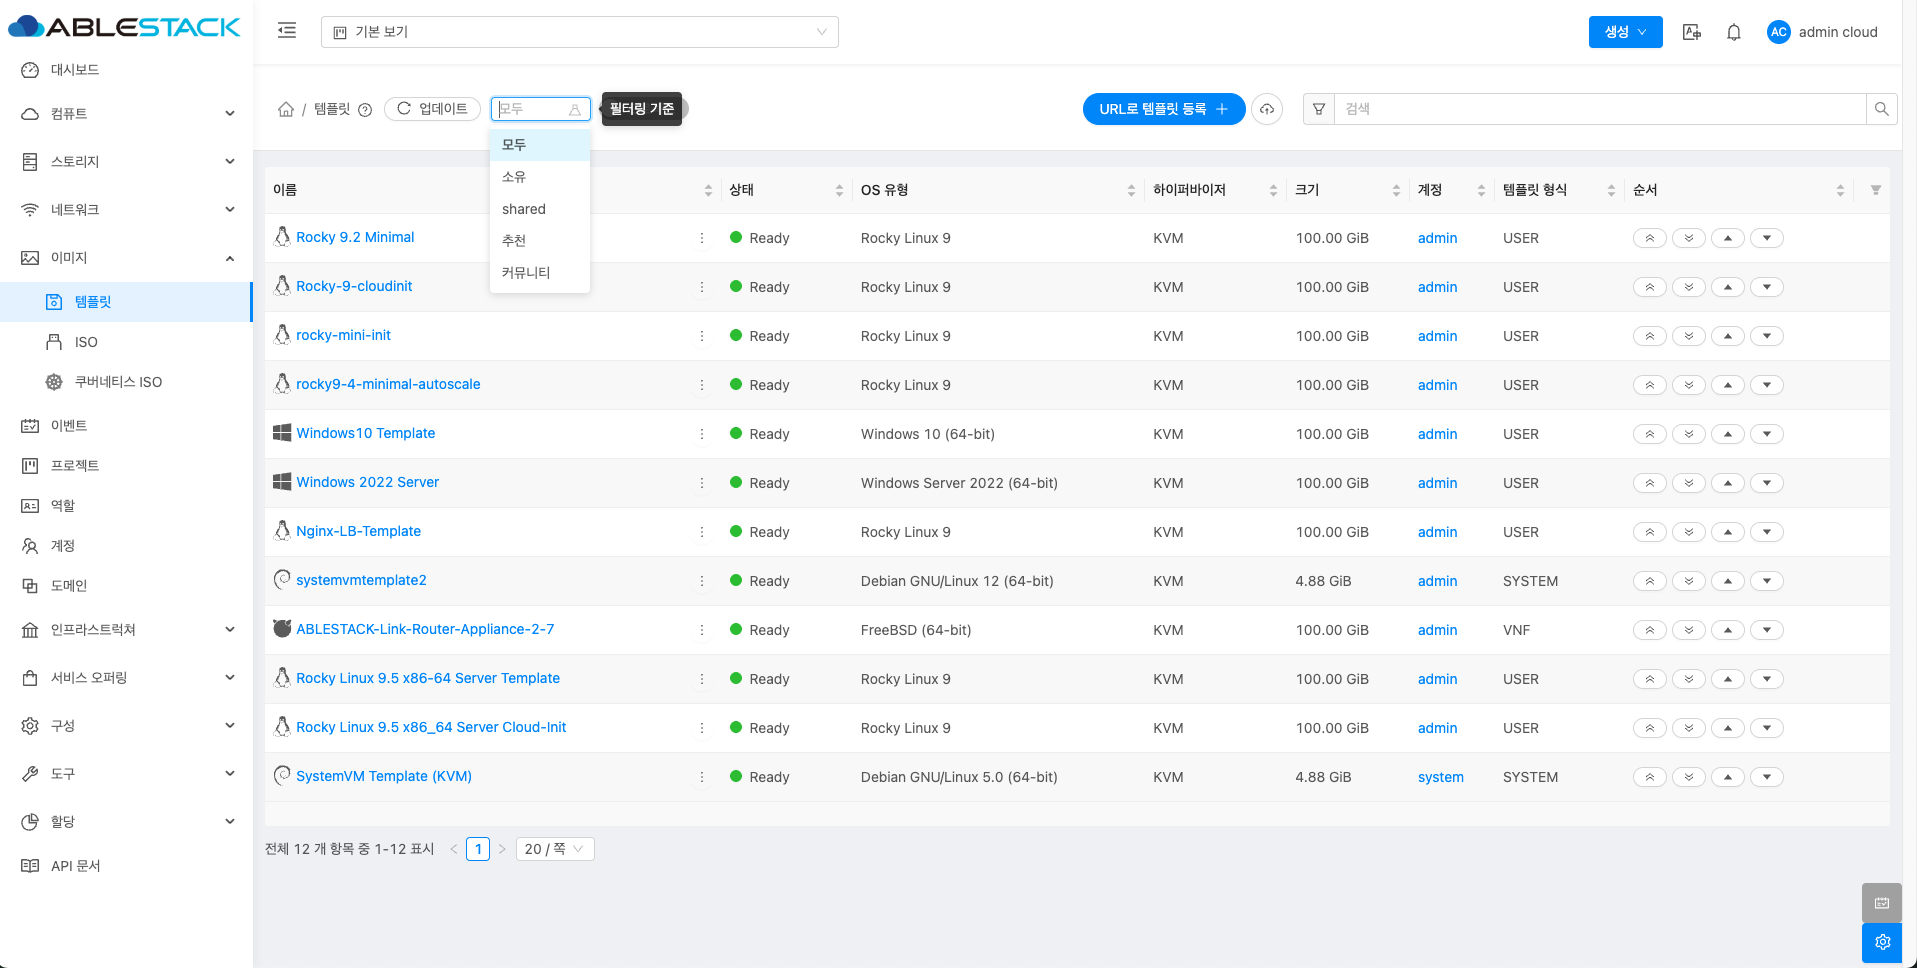 ABLESTACK
기본 보기
생성
AC
admin cloud
대시보드
컴퓨트
스토리지
네트워크
이미지
템플릿
ISO
쿠버네티스 ISO
이벤트
프로젝트
역할
계정
도메인
인프라스트럭쳐
서비스 오퍼링
구성
도구
할당
API 문서
/ 템플릿
업데이트
모두
필터링 기준
URL로 템플릿 등록
검색
모두
소유
shared
추천
커뮤니티
이름 상태 OS 유형 하이퍼바이저 크기 계정 템플릿 형식 순서
Rocky 9.2 Minimal Ready Rocky Linux 9 KVM 100.00 GiB admin USER
Rocky-9-cloudinit Ready Rocky Linux 9 KVM 100.00 GiB admin USER
rocky-mini-init Ready Rocky Linux 9 KVM 100.00 GiB admin USER
rocky9-4-minimal-autoscale Ready Rocky Linux 9 KVM 100.00 GiB admin USER
Windows10 Template Ready Windows 10 (64-bit) KVM 100.00 GiB admin USER
Windows 2022 Server Ready Windows Server 2022 (64-bit) KVM 100.00 GiB admin USER
Nginx-LB-Template Ready Rocky Linux 9 KVM 100.00 GiB admin USER
systemvmtemplate2 Ready Debian GNU/Linux 12 (64-bit) KVM 4.88 GiB admin SYSTEM
ABLESTACK-Link-Router-Appliance-2-7 Ready FreeBSD (64-bit) KVM 100.00 GiB admin VNF
Rocky Linux 9.5 x86-64 Server Template Ready Rocky Linux 9 KVM 100.00 GiB admin USER
Rocky Linux 9.5 x86_64 Server Cloud-Init Ready Rocky Linux 9 KVM 100.00 GiB admin USER
SystemVM Template (KVM) Ready Debian GNU/Linux 5.0 (64-bit) KVM 4.88 GiB system SYSTEM
전체 12 개 항목 중 1-12 표시
1
20 / 쪽